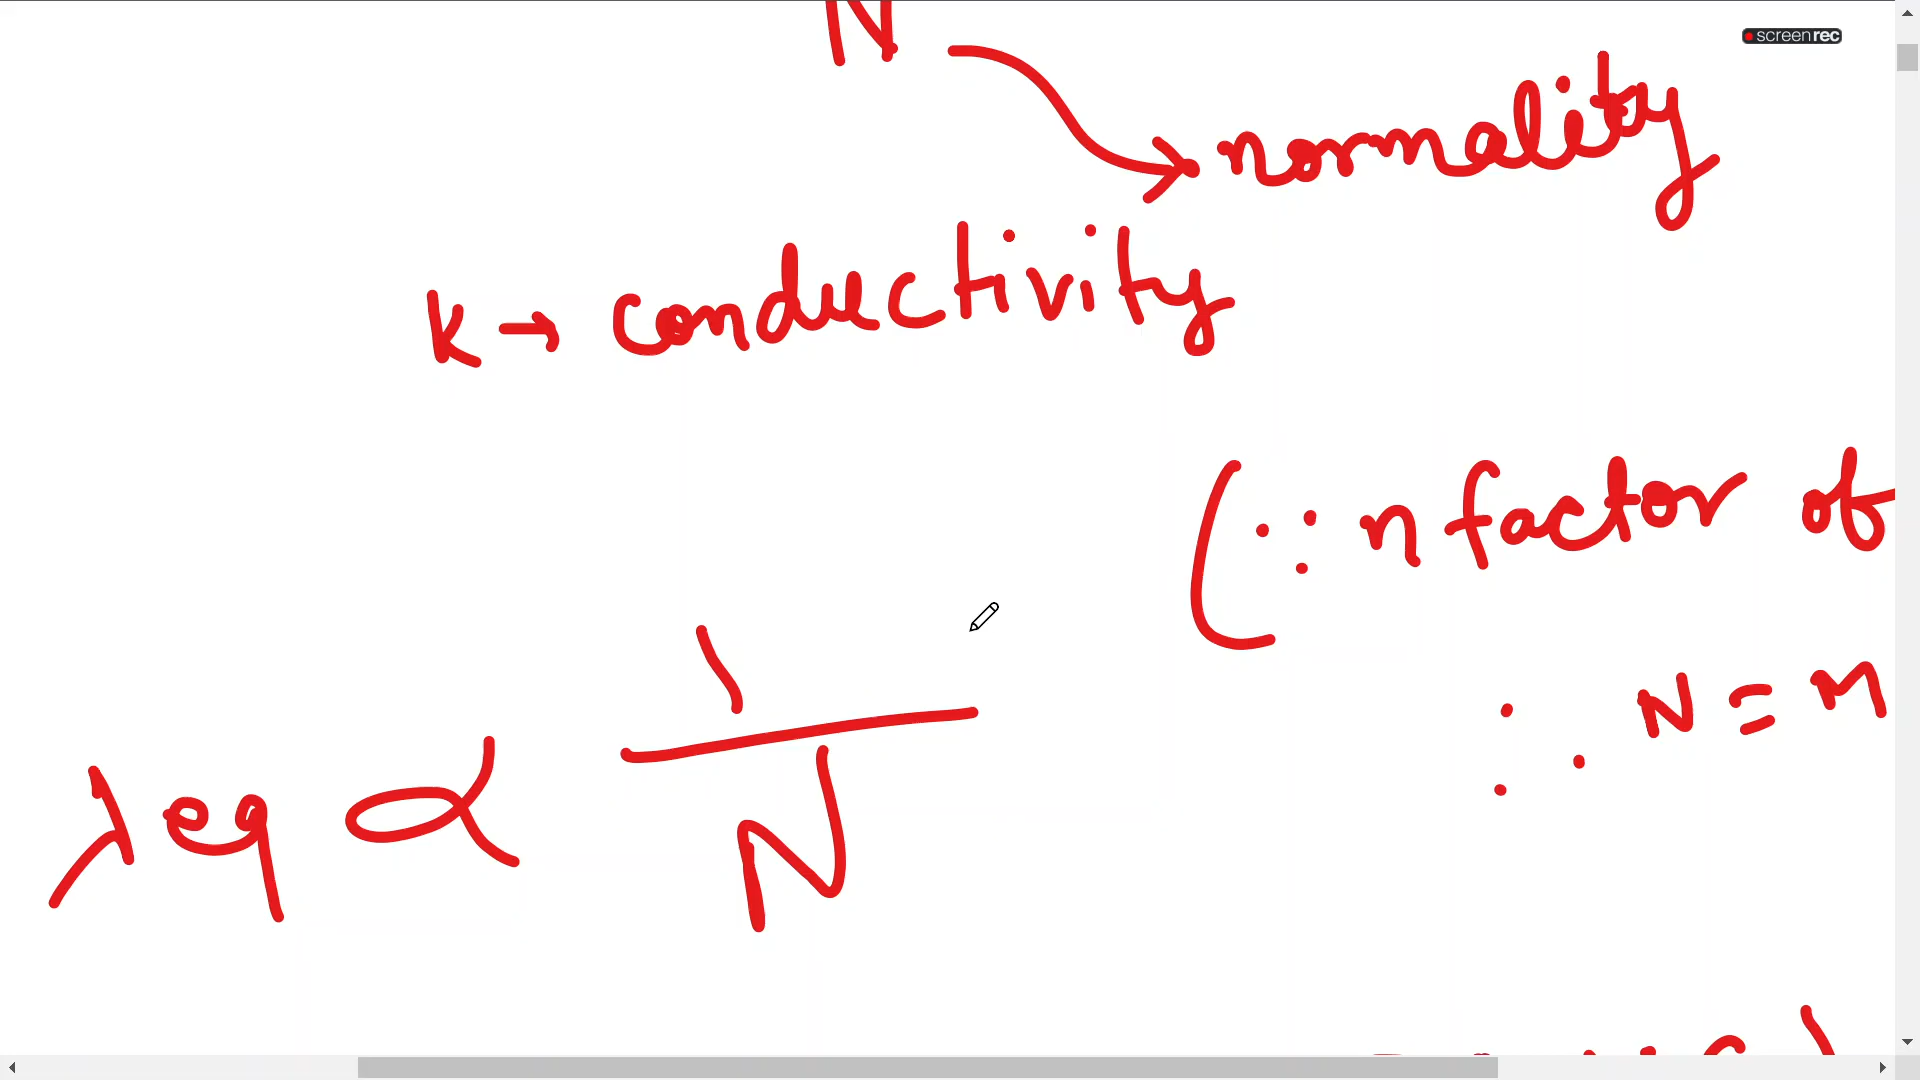 N
screenrec
→ normality
k → conductivity
(∵ n factor of
λeq ∝ 1/N
∴ N = M